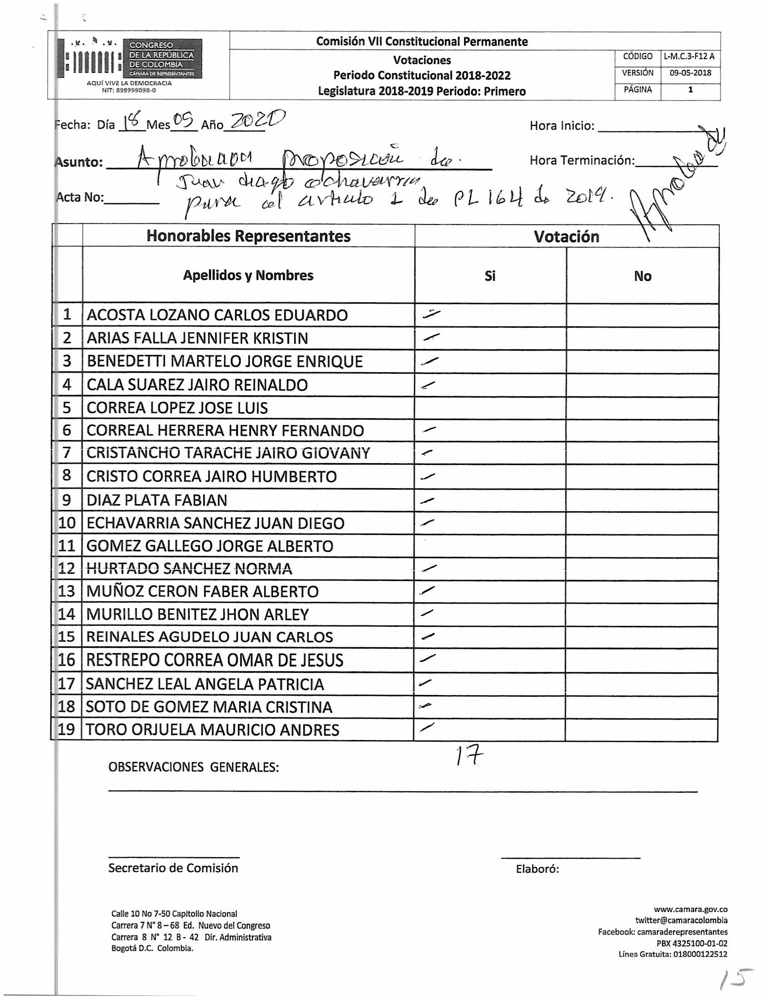 CONGRESO
DE LA REPÚBLICA
DE COLOMBIA
CÁMARA DE REPRESENTANTES
AQUÍ VIVE LA DEMOCRACIA
NIT: 899999098-0
Comisión VII Constitucional Permanente
Votaciones
Periodo Constitucional 2018-2022
Legislatura 2018-2019 Periodo: Primero
CÓDIGO L-M.C.3-F12 A
VERSIÓN 09-05-2018
PÁGINA 1
Fecha: Día 18 Mes 05 Año 2020
Hora Inicio:
Asunto: proposición de
Hora Terminación:
Juan diego echavarria
Acta No:
para el articulo 1 de PL 164 de 2019.
Honorables Representantes Votación
Apellidos y Nombres Si No
1 ACOSTA LOZANO CARLOS EDUARDO
2 ARIAS FALLA JENNIFER KRISTIN
3 BENEDETTI MARTELO JORGE ENRIQUE
4 CALA SUAREZ JAIRO REINALDO
5 CORREA LOPEZ JOSE LUIS
6 CORREAL HERRERA HENRY FERNANDO
7 CRISTANCHO TARACHE JAIRO GIOVANY
8 CRISTO CORREA JAIRO HUMBERTO
9 DIAZ PLATA FABIAN
10 ECHAVARRIA SANCHEZ JUAN DIEGO
11 GOMEZ GALLEGO JORGE ALBERTO
12 HURTADO SANCHEZ NORMA
13 MUÑOZ CERON FABER ALBERTO
14 MURILLO BENITEZ JHON ARLEY
15 REINALES AGUDELO JUAN CARLOS
16 RESTREPO CORREA OMAR DE JESUS
17 SANCHEZ LEAL ANGELA PATRICIA
18 SOTO DE GOMEZ MARIA CRISTINA
19 TORO ORJUELA MAURICIO ANDRES
17
OBSERVACIONES GENERALES:
Secretario de Comisión
Elaboró:
Calle 10 No 7-50 Capitolio Nacional
Carrera 7 N° 8 – 68 Ed. Nuevo del Congreso
Carrera 8 N° 12 B - 42 Dir. Administrativa
Bogotá D.C. Colombia.
www.camara.gov.co
twitter@camaracolombia
Facebook: camaraderepresentantes
PBX 4325100-01-02
Línea Gratuita: 018000122512
15